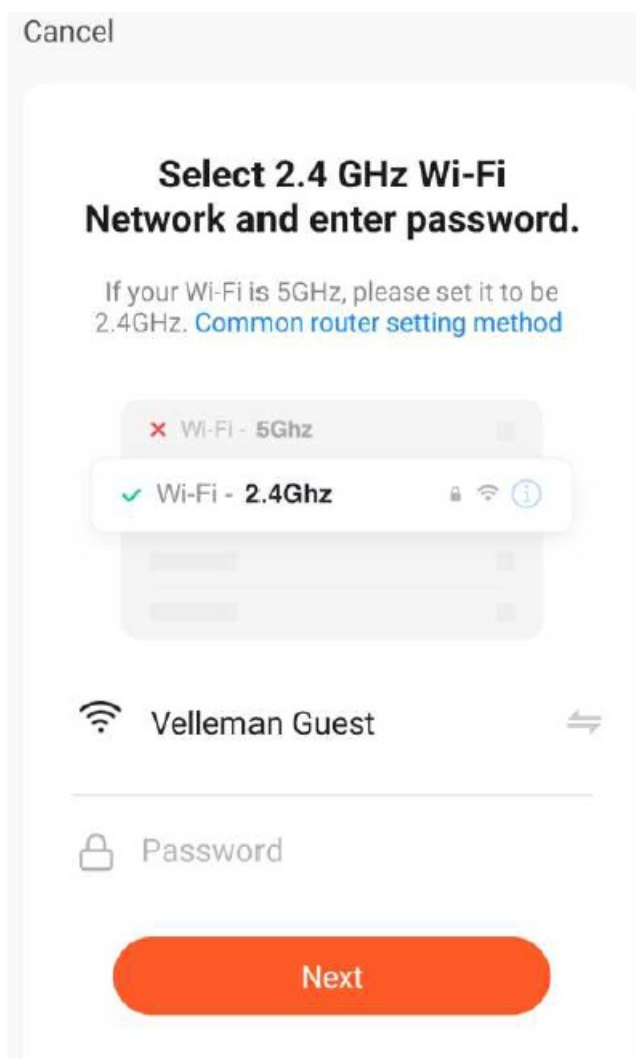 Cancel
Select 2.4 GHz Wi-Fi
Network and enter password.
If your Wi-Fi is 5GHz, please set it to be
2.4GHz. Common router setting method
Wi-Fi - 5Ghz
Wi-Fi - 2.4Ghz
Velleman Guest
Password
Next